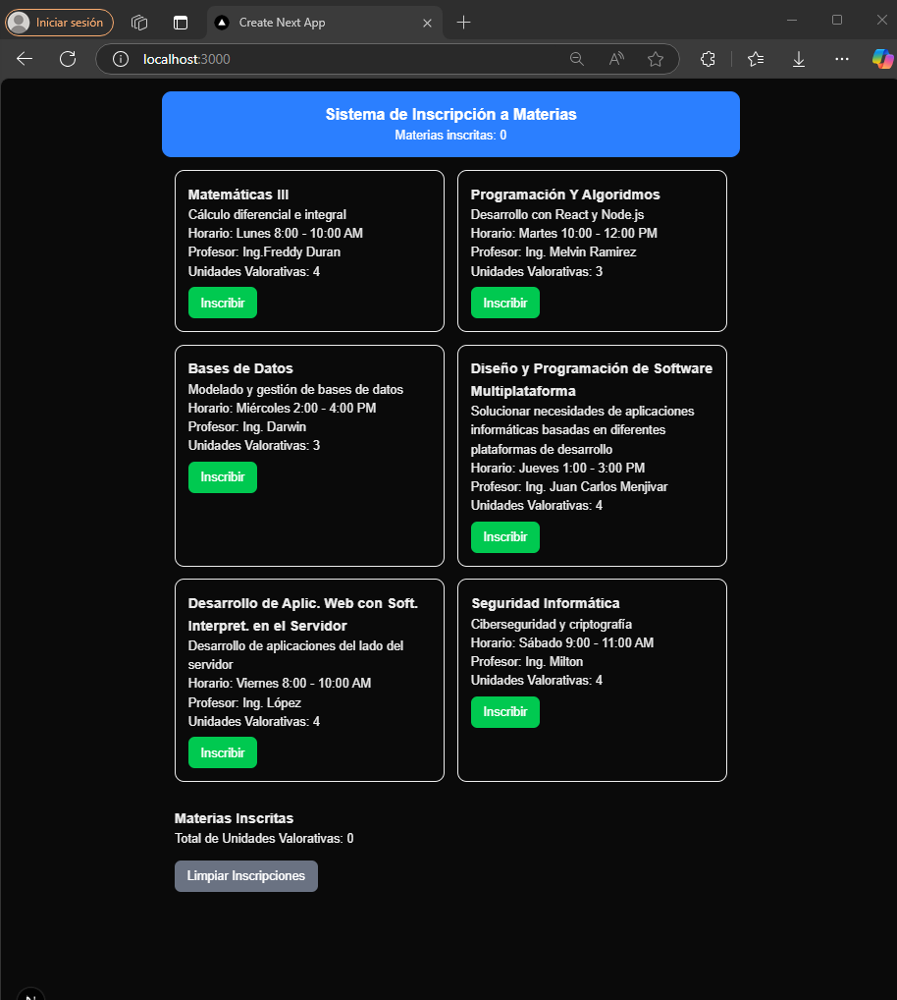 Iniciar sesión
Create Next App
localhost:3000
Sistema de Inscripción a Materias
Materias inscritas: 0
Matemáticas III
Cálculo diferencial e integral
Horario: Lunes 8:00 - 10:00 AM
Profesor: Ing.Freddy Duran
Unidades Valorativas: 4
Inscribir
Programación Y Algoridmos
Desarrollo con React y Node.js
Horario: Martes 10:00 - 12:00 PM
Profesor: Ing. Melvin Ramirez
Unidades Valorativas: 3
Inscribir
Bases de Datos
Modelado y gestión de bases de datos
Horario: Miércoles 2:00 - 4:00 PM
Profesor: Ing. Darwin
Unidades Valorativas: 3
Inscribir
Diseño y Programación de Software
Multiplataforma
Solucionar necesidades de aplicaciones
informáticas basadas en diferentes
plataformas de desarrollo
Horario: Jueves 1:00 - 3:00 PM
Profesor: Ing. Juan Carlos Menjivar
Unidades Valorativas: 4
Inscribir
Desarrollo de Aplic. Web con Soft.
Interpret. en el Servidor
Desarrollo de aplicaciones del lado del
servidor
Horario: Viernes 8:00 - 10:00 AM
Profesor: Ing. López
Unidades Valorativas: 4
Inscribir
Seguridad Informática
Ciberseguridad y criptografía
Horario: Sábado 9:00 - 11:00 AM
Profesor: Ing. Milton
Unidades Valorativas: 4
Inscribir
Materias Inscritas
Total de Unidades Valorativas: 0
Limpiar Inscripciones